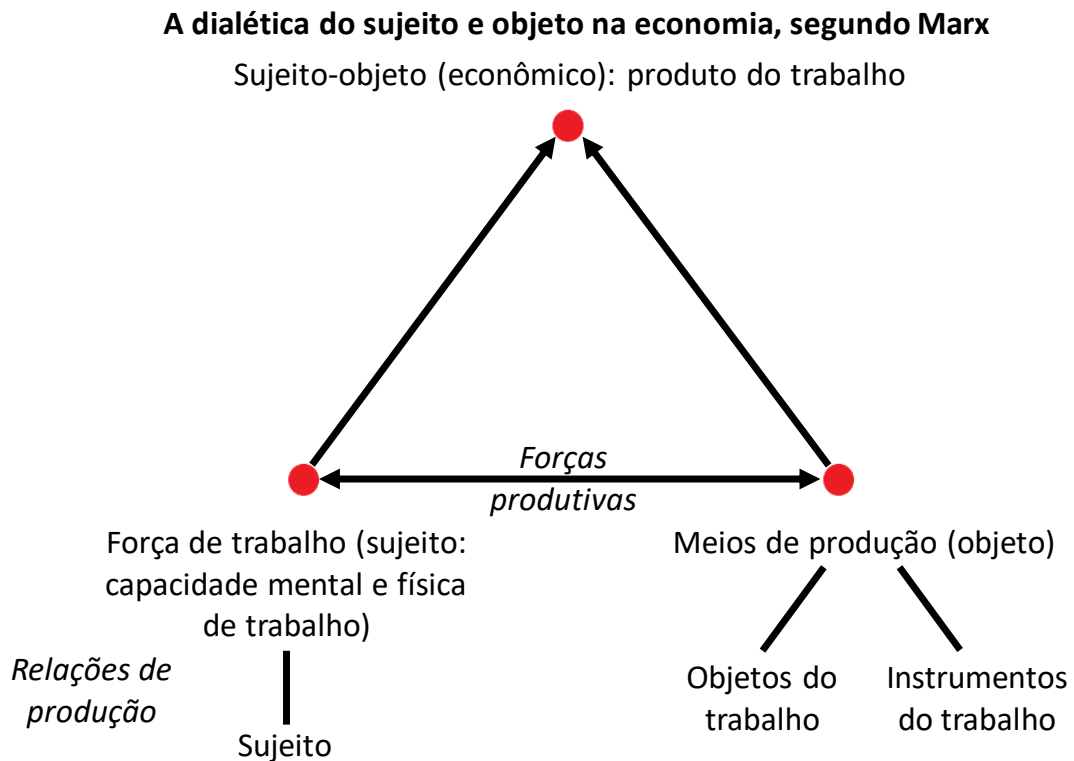 A dialética do sujeito e objeto na economia, segundo Marx
Sujeito-objeto (econômico): produto do trabalho
Forças
produtivas
Força de trabalho (sujeito:
capacidade mental e física
de trabalho)
Meios de produção (objeto)
Relações de
produção
Sujeito
Objetos do
trabalho
Instrumentos
do trabalho